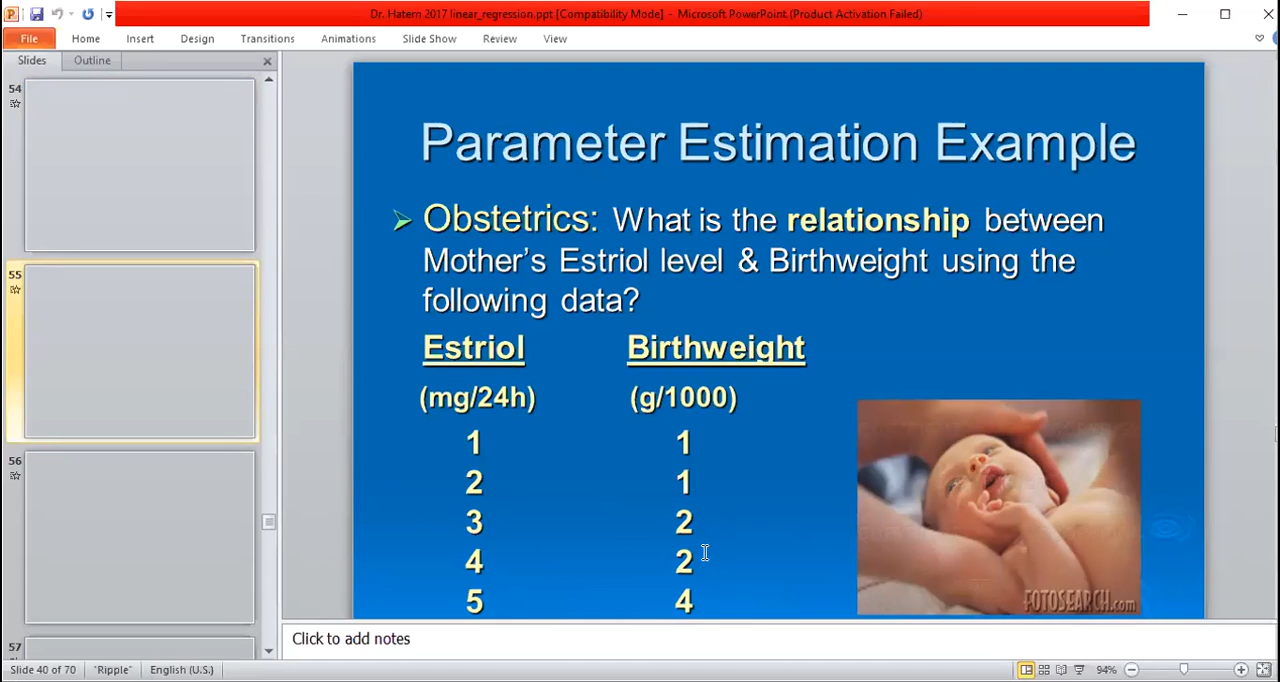 Dr. Hatem 2017 linear_regression.ppt [Compatibility Mode] - Microsoft PowerPoint (Product Activation Failed)
File Home Insert Design Transitions Animations Slide Show Review View
Slides Outline
54
55
56
57
Parameter Estimation Example
Obstetrics: What is the relationship between
Mother's Estriol level & Birthweight using the
following data?
Estriol Birthweight
(mg/24h) (g/1000)
1 1
2 1
3 2
4 2
5 4
FOTOSEARCH.com
Click to add notes
Slide 40 of 70 "Ripple" English (U.S.) 94%